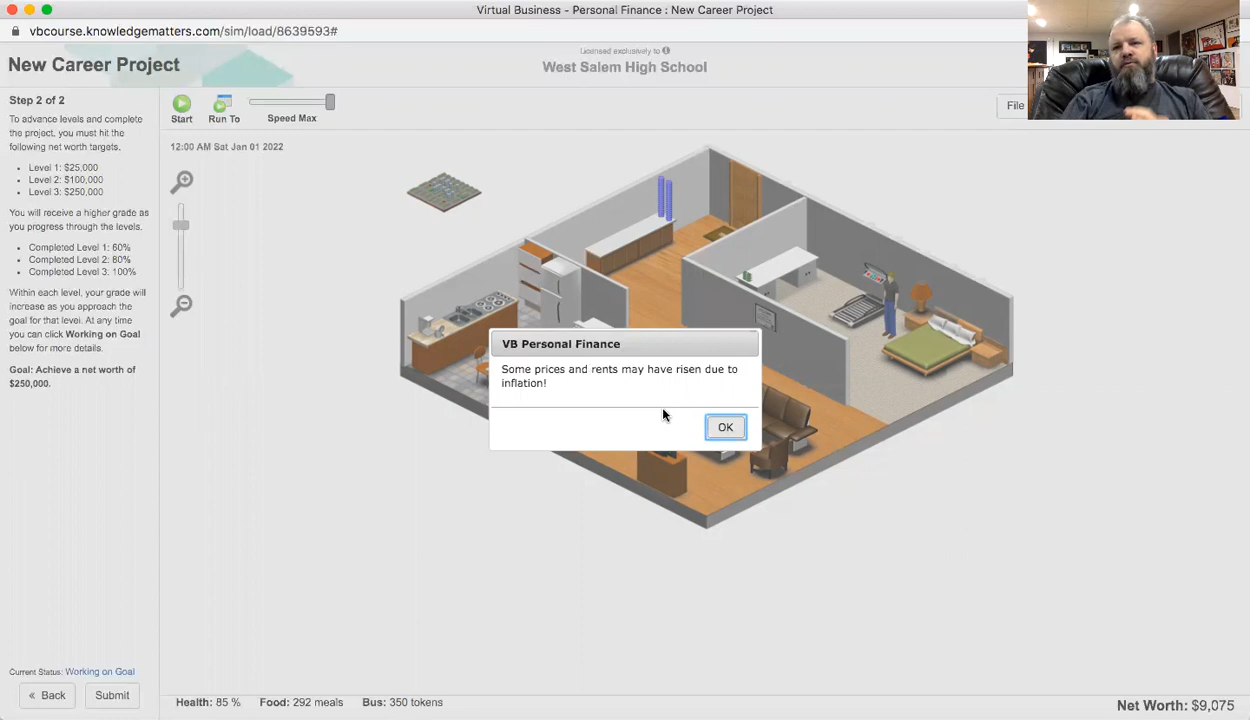 Virtual Business - Personal Finance : New Career Project
vbcourse.knowledgematters.com/sim/load/8639593#
New Career Project
Licensed exclusively to
West Salem High School
Step 2 of 2
To advance levels and complete
the project, you must hit the
following net worth targets.
• Level 1: $25,000
• Level 2: $100,000
• Level 3: $250,000
You will receive a higher grade as
you progress through the levels.
• Completed Level 1: 60%
• Completed Level 2: 80%
• Completed Level 3: 100%
Within each level, your grade will
increase as you approach the
goal for that level. At any time
you can click Working on Goal
below for more details.
Goal: Achieve a net worth of
$250,000.
Current Status: Working on Goal
« Back
Submit
Start
Run To
Speed Max
File
12:00 AM Sat Jan 01 2022
VB Personal Finance
Some prices and rents may have risen due to
inflation!
OK
Health: 85 %
Food: 292 meals
Bus: 350 tokens
Net Worth: $9,075